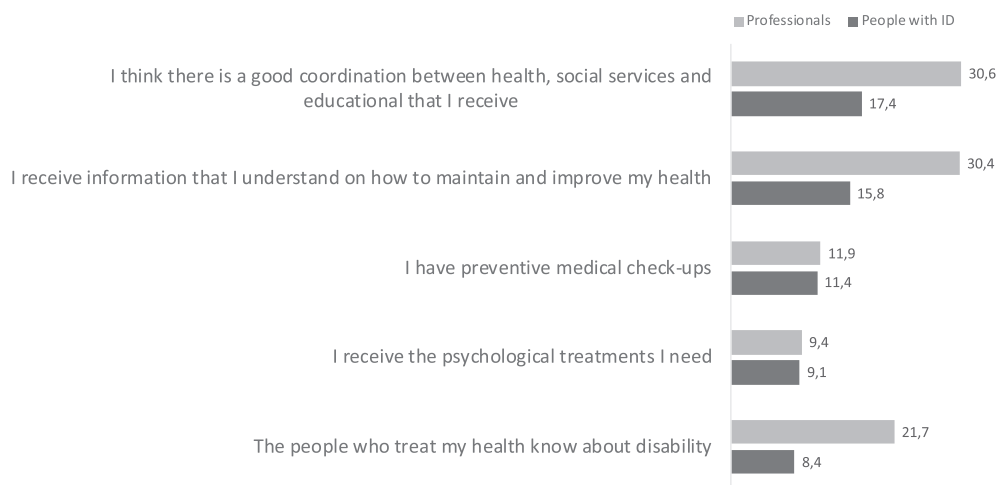 Professionals People with ID
I think there is a good coordination between health, social services and
educational that I receive
30,6
17,4
I receive information that I understand on how to maintain and improve my health
30,4
15,8
I have preventive medical check-ups
11,9
11,4
I receive the psychological treatments I need
9,4
9,1
The people who treat my health know about disability
21,7
8,4